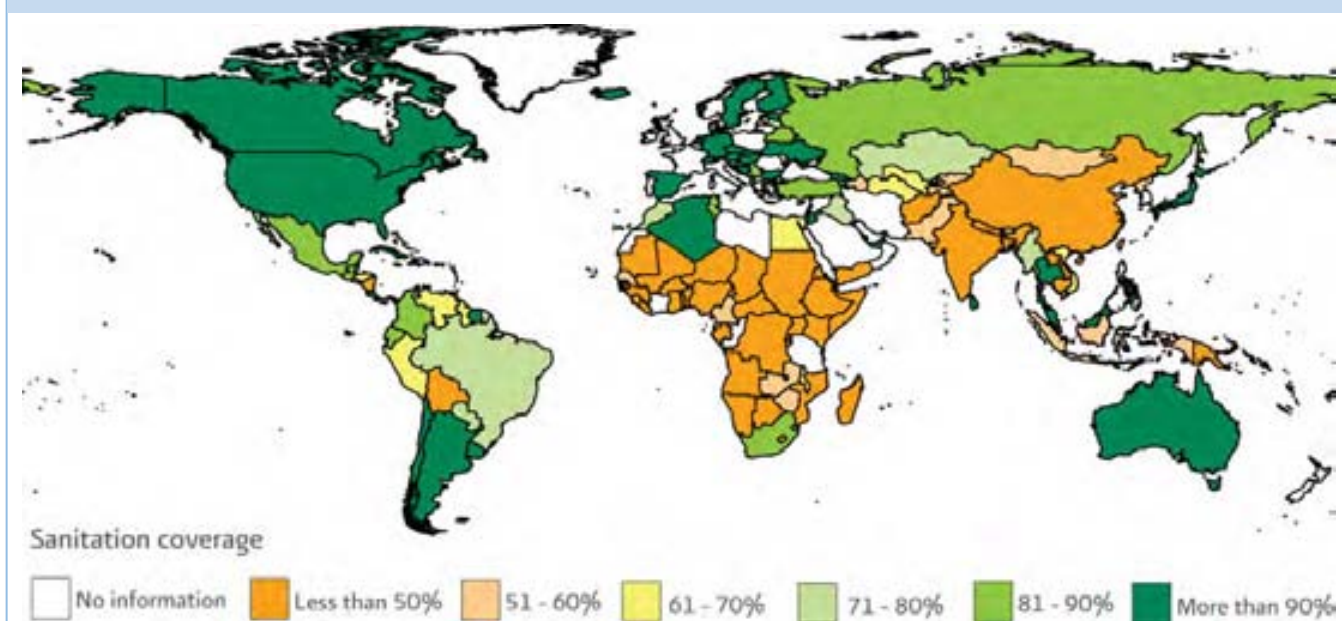 Sanitation coverage
No information Less than 50% 51 - 60% 61 - 70% 71 - 80% 81 - 90% More than 90%